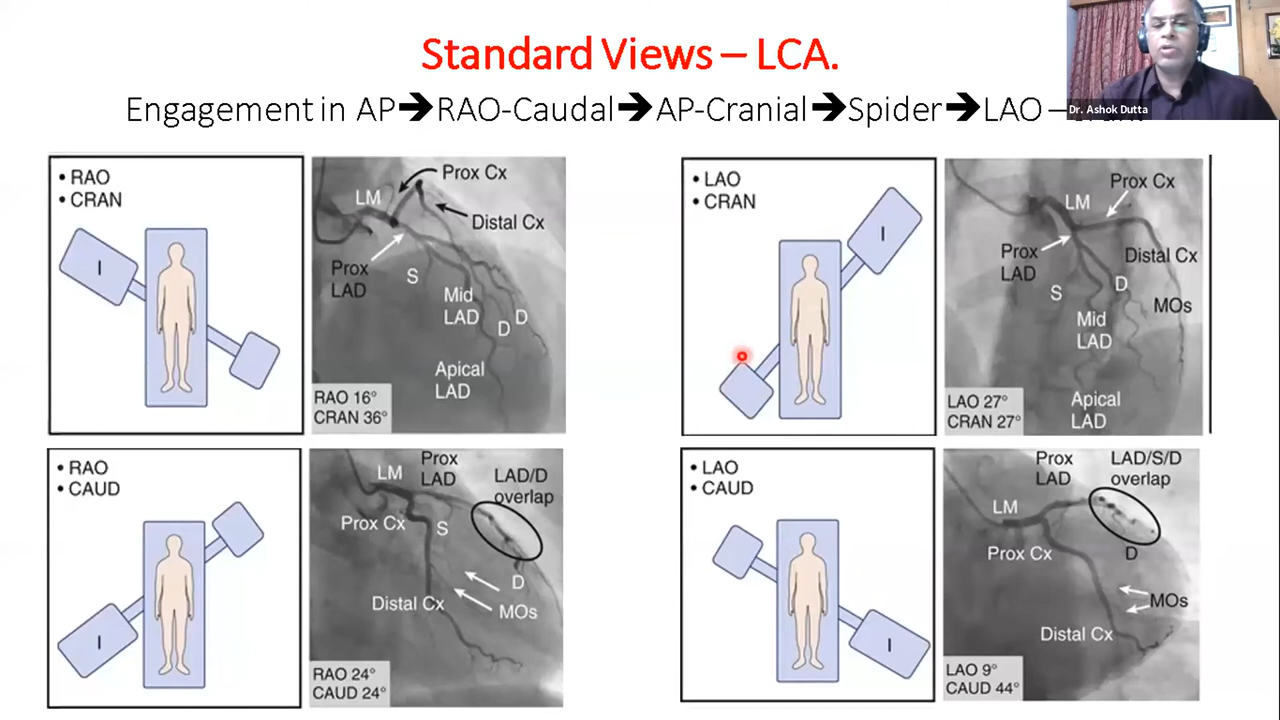 Standard Views – LCA.
Engagement in AP➔RAO-Caudal➔AP-Cranial➔Spider➔LAO –
Dr. Ashok Dutta
• RAO
• CRAN
I
LM
Prox Cx
Distal Cx
Prox
LAD
S
Mid
LAD
D
D
Apical
LAD
RAO 16°
CRAN 36°
• LAO
• CRAN
I
Prox Cx
LM
Prox
LAD
Distal Cx
S
D
MOs
Mid
LAD
Apical
LAD
LAO 27°
CRAN 27°
• RAO
• CAUD
I
LM
Prox
LAD
LAD/D
overlap
Prox Cx
S
D
Distal Cx
MOs
RAO 24°
CAUD 24°
• LAO
• CAUD
I
Prox
LAD
LAD/S/D
overlap
LM
Prox Cx
D
MOs
Distal Cx
LAO 9°
CAUD 44°